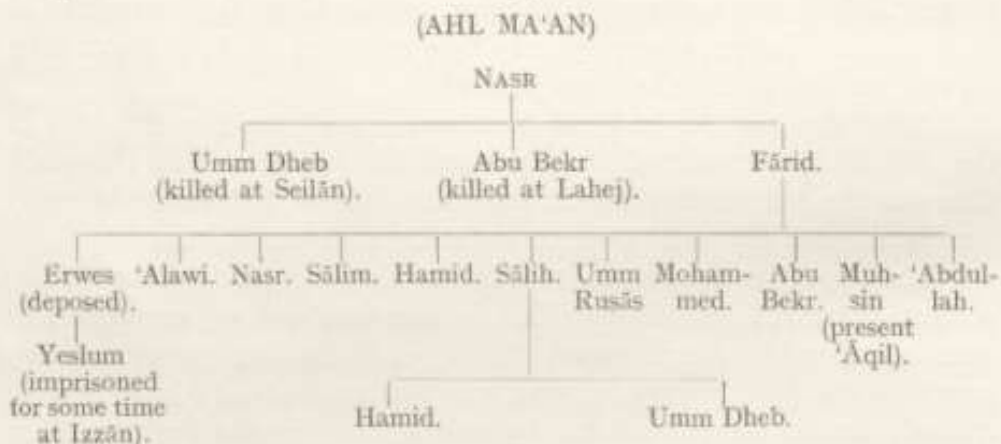 (AHL MA‘AN)
NASR
Umm Dheb Abu Bekr Fārid.
(killed at Seilān). (killed at Lahej).
Erwes ‘Alawi. Nasr. Sālim. Hamid. Sālih. Umm Moham- Abu Muh- ‘Abdul-
(deposed). Rusās med. Bekr. sin lah.
(present
‘Āqil).
Yeslum
(imprisoned
for some time
at Izzān).
Hamid. Umm Dheb.